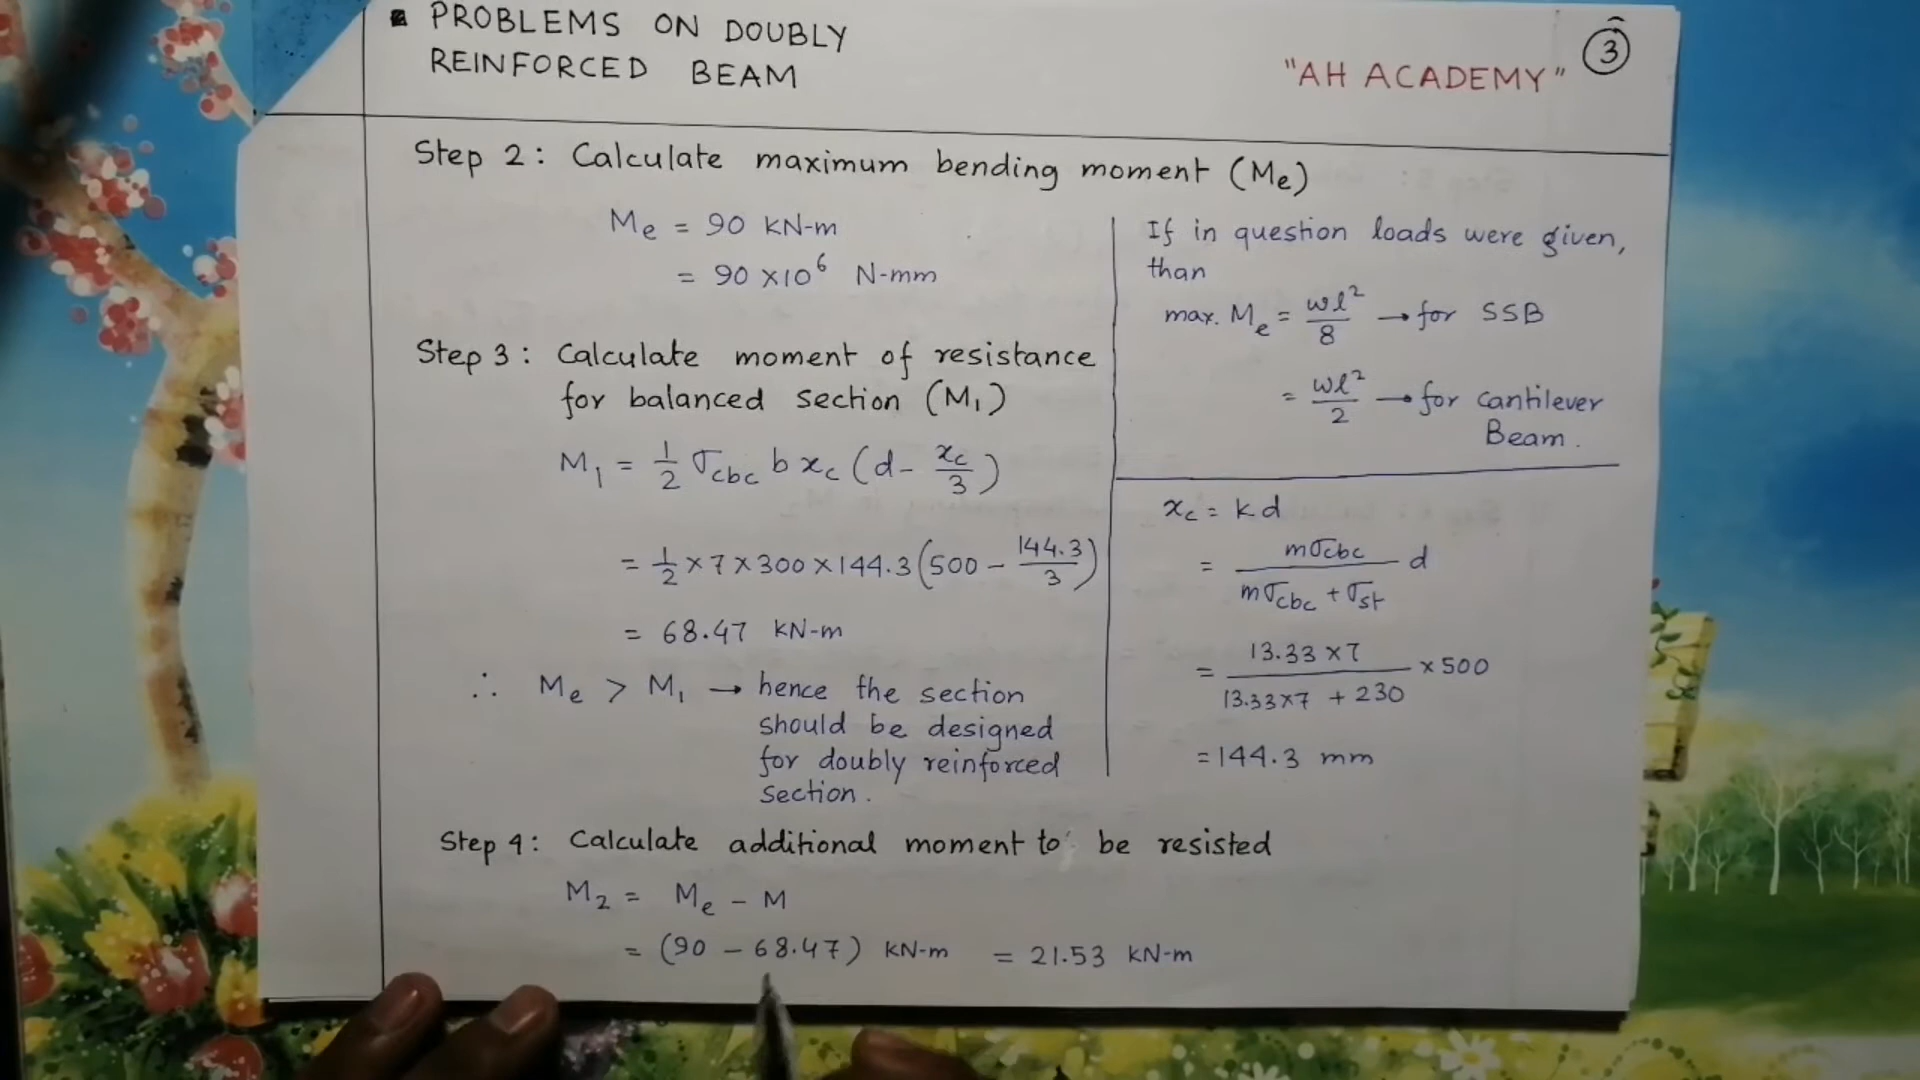 PROBLEMS ON DOUBLY
REINFORCED BEAM
"AH ACADEMY"
3
Step 2: Calculate maximum bending moment (Me)
Me = 90 KN-m
= 90 ×10⁶ N-mm
If in question loads were given,
than
max. Me = wl²/8 → for SSB
= wl²/2 → for cantilever
Beam.
Step 3: Calculate moment of resistance
for balanced section (M₁)
M₁ = 1/2 σcbc b xc (d - xc/3)
= 1/2 × 7 × 300 × 144.3 (500 - 144.3/3)
= 68.47 KN-m
∴ Me > M₁ → hence the section
should be designed
for doubly reinforced
section.
xc = kd
= mσcbc/(mσcbc + σst) d
= 13.33 × 7/(13.33×7 + 230) × 500
= 144.3 mm
Step 4: Calculate additional moment to be resisted
M₂ = Me - M
= (90 - 68.47) KN-m = 21.53 KN-m